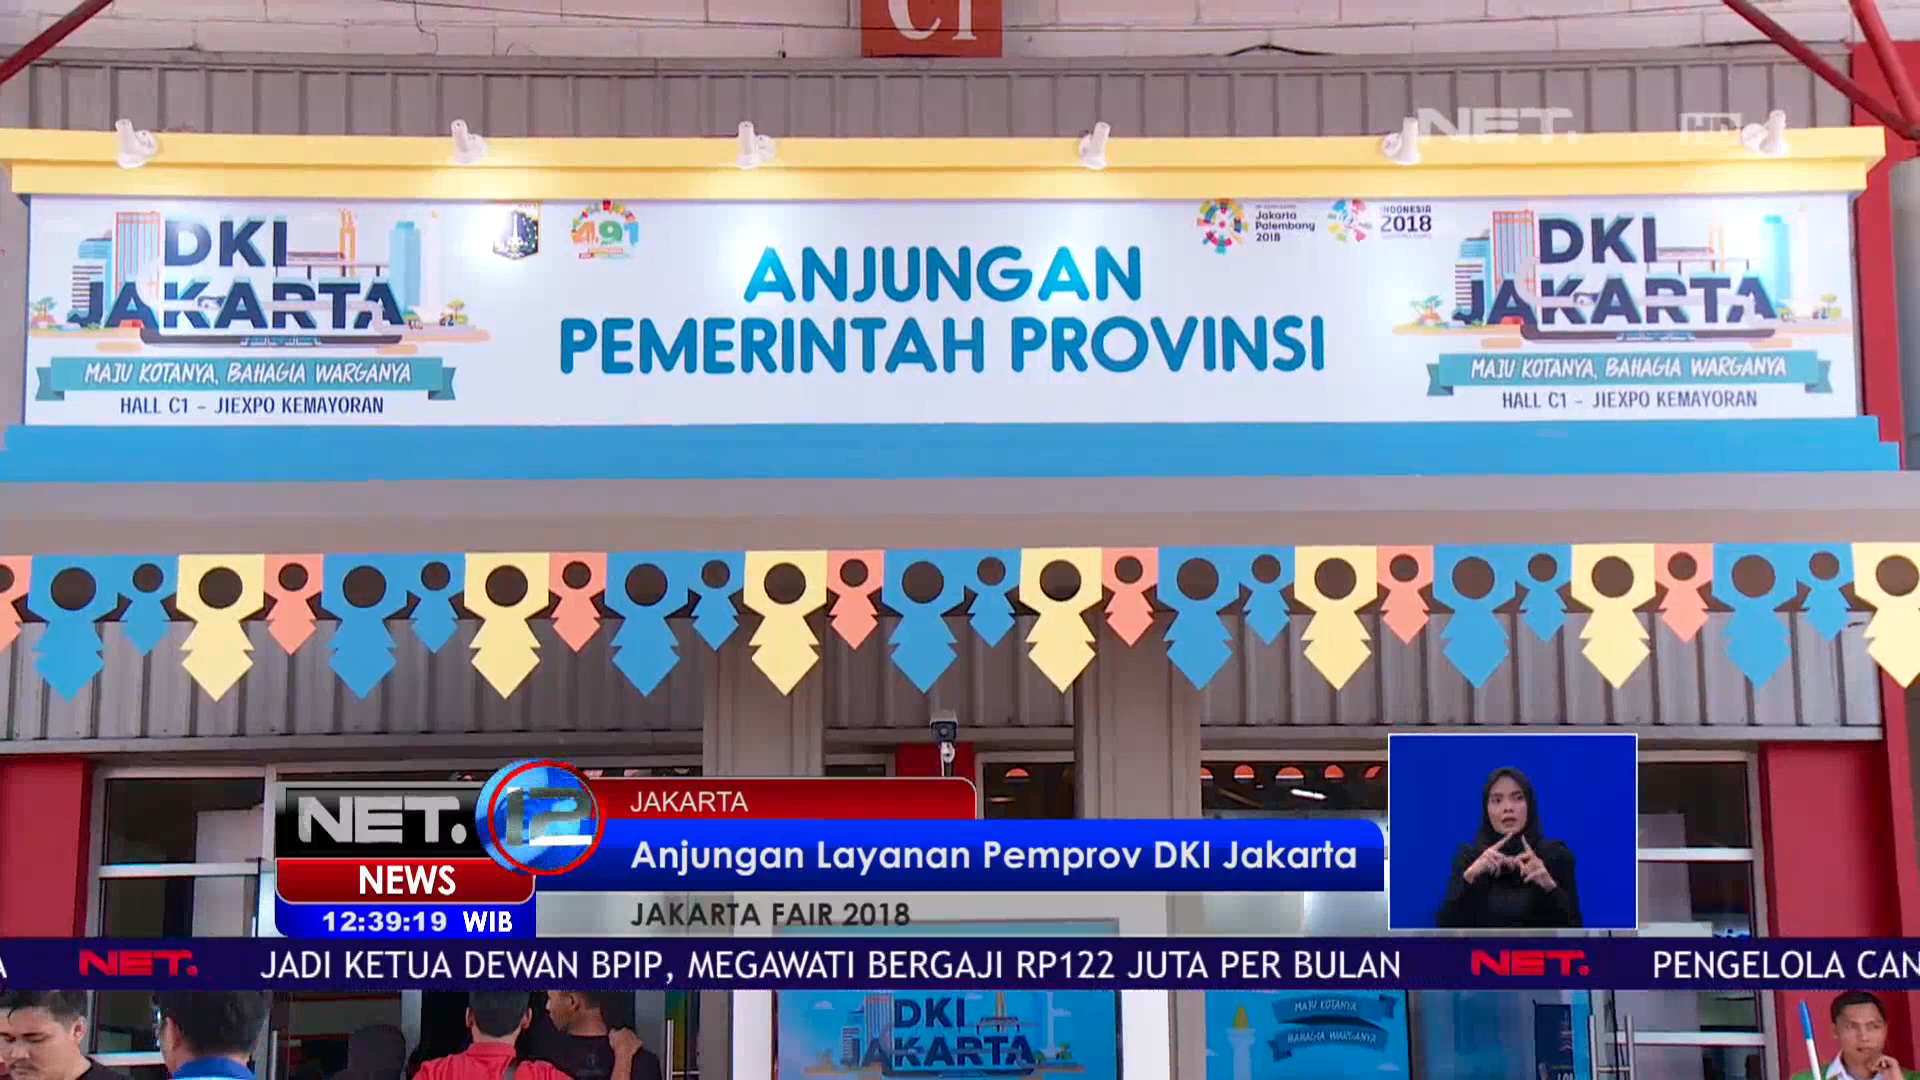 C1
NET.
HD
DKI
JAKARTA
MAJU KOTANYA, BAHAGIA WARGANYA
HALL C1 - JIEXPO KEMAYORAN
491
ANJUNGAN
PEMERINTAH PROVINSI
Jakarta
Palembang
2018
INDONESIA
2018
DKI
JAKARTA
MAJU KOTANYA, BAHAGIA WARGANYA
HALL C1 - JIEXPO KEMAYORAN
NET. 12
NEWS
12:39:19 WIB
JAKARTA
Anjungan Layanan Pemprov DKI Jakarta
JAKARTA FAIR 2018
A NET. JADI KETUA DEWAN BPIP, MEGAWATI BERGAJI RP122 JUTA PER BULAN NET. PENGELOLA CAN
DKI
JAKARTA
MAJU KOTANYA
BAHAGIA WARGANYA